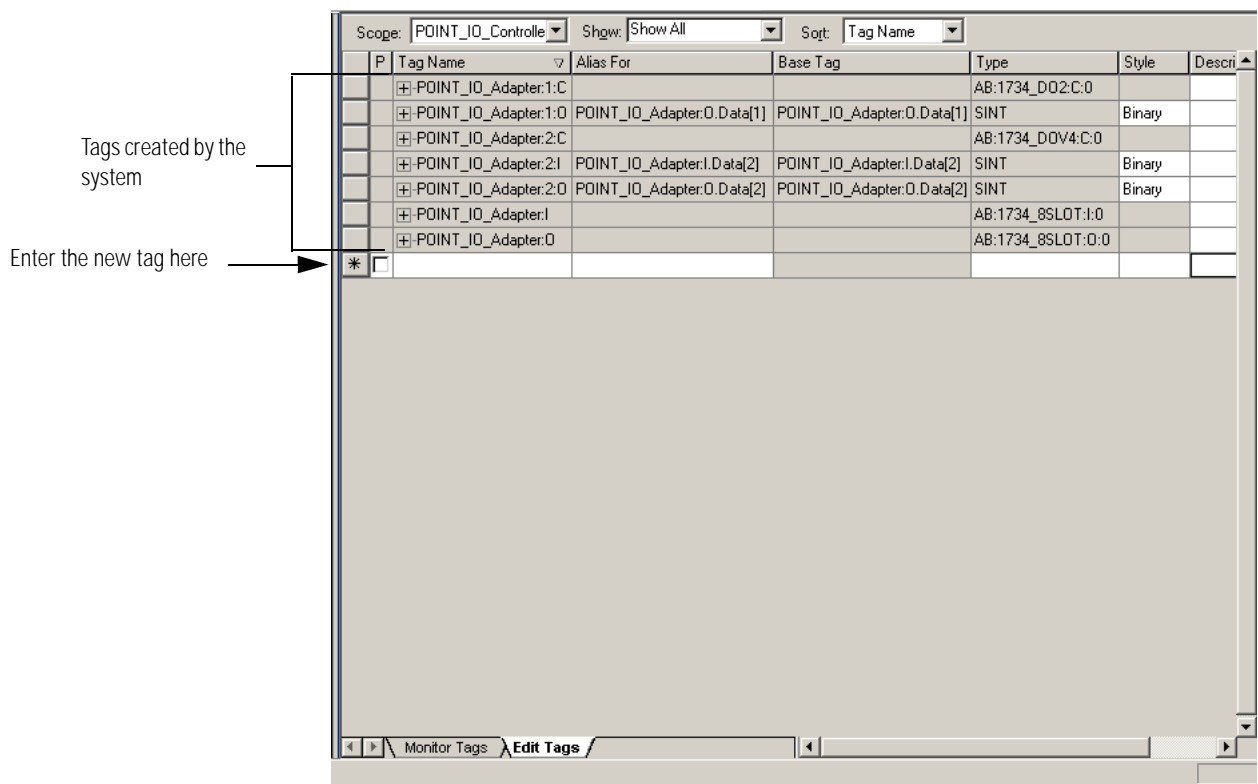 Scope: POINT_IO_Controlle Show: Show All Sort: Tag Name
P Tag Name Alias For Base Tag Type Style Descri
+-POINT_IO_Adapter:1:C AB:1734_DO2:C:0
+-POINT_IO_Adapter:1:O POINT_IO_Adapter:O.Data[1] POINT_IO_Adapter:O.Data[1] SINT Binary
+-POINT_IO_Adapter:2:C AB:1734_DOV4:C:0
Tags created by the
system
+-POINT_IO_Adapter:2:I POINT_IO_Adapter:I.Data[2] POINT_IO_Adapter:I.Data[2] SINT Binary
+-POINT_IO_Adapter:2:O POINT_IO_Adapter:O.Data[2] POINT_IO_Adapter:O.Data[2] SINT Binary
+-POINT_IO_Adapter:I AB:1734_8SLOT:I:0
+-POINT_IO_Adapter:O AB:1734_8SLOT:O:0
Enter the new tag here
*
Monitor Tags Edit Tags